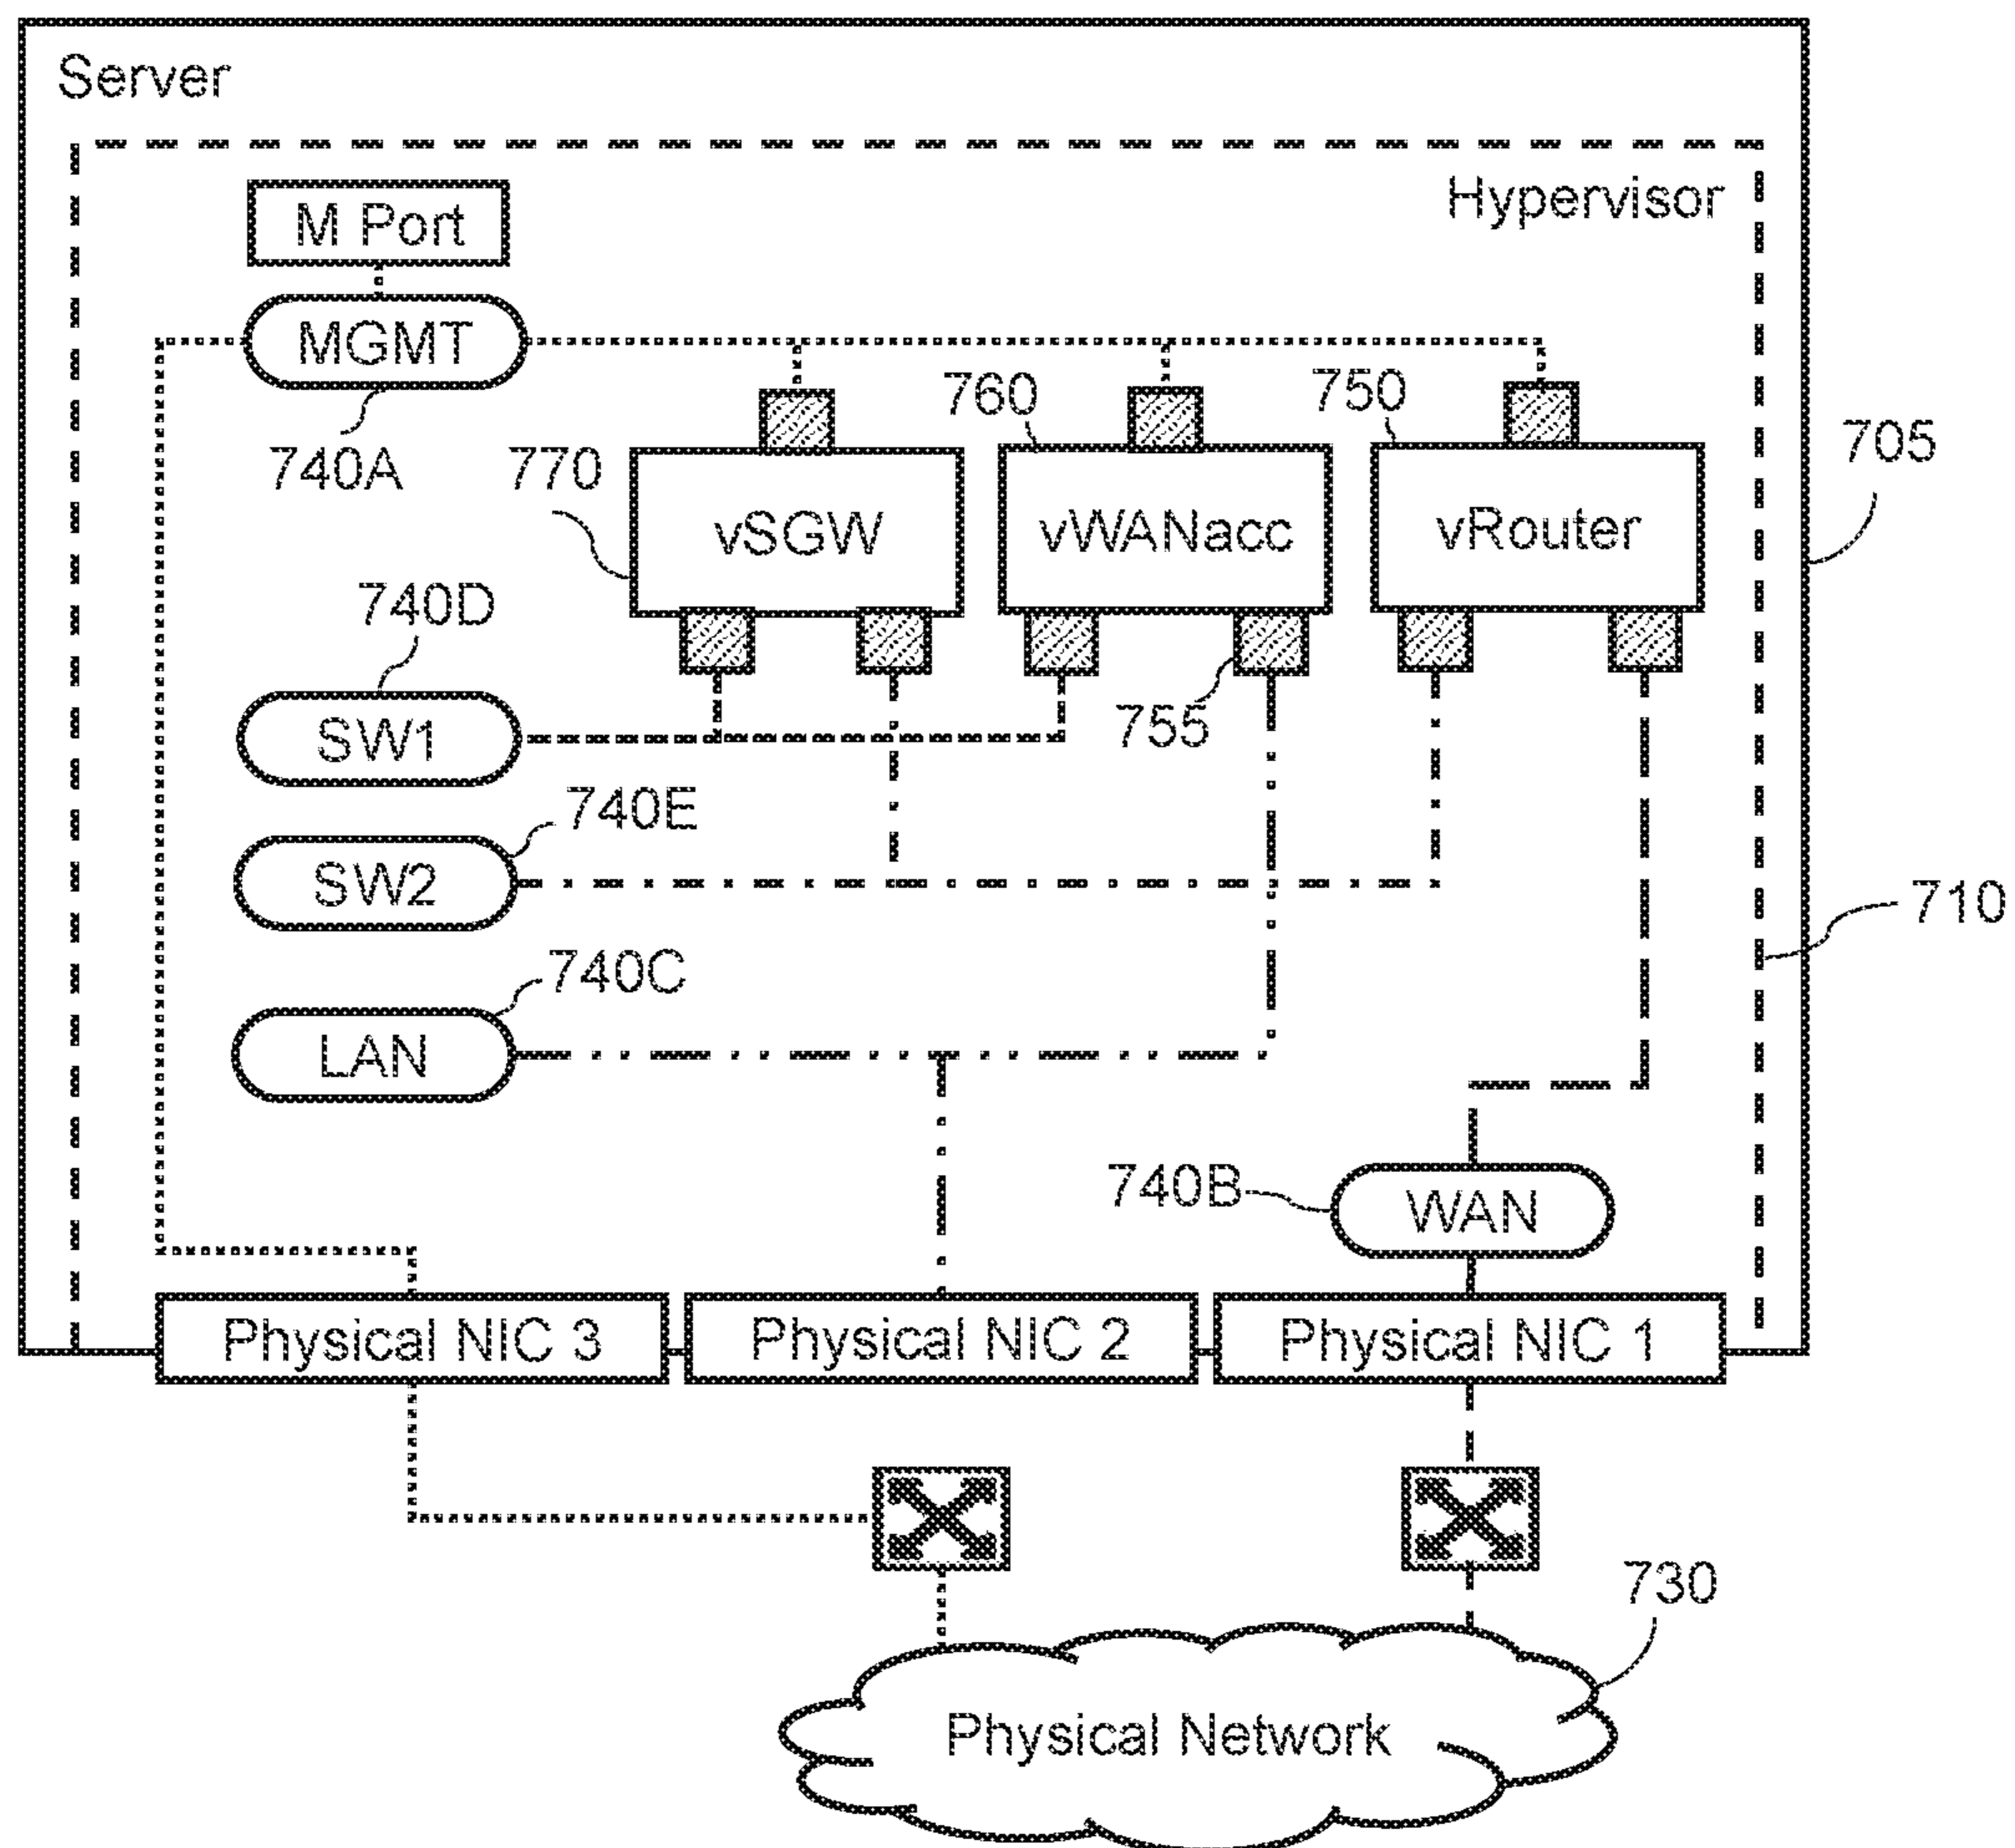 Server
Hypervisor
M Port
MGMT
740A
770
760
750
705
vSGW
vWANacc
vRouter
740D
SW1
755
740E
SW2
710
740C
LAN
740B
WAN
Physical NIC 3
Physical NIC 2
Physical NIC 1
730
Physical Network